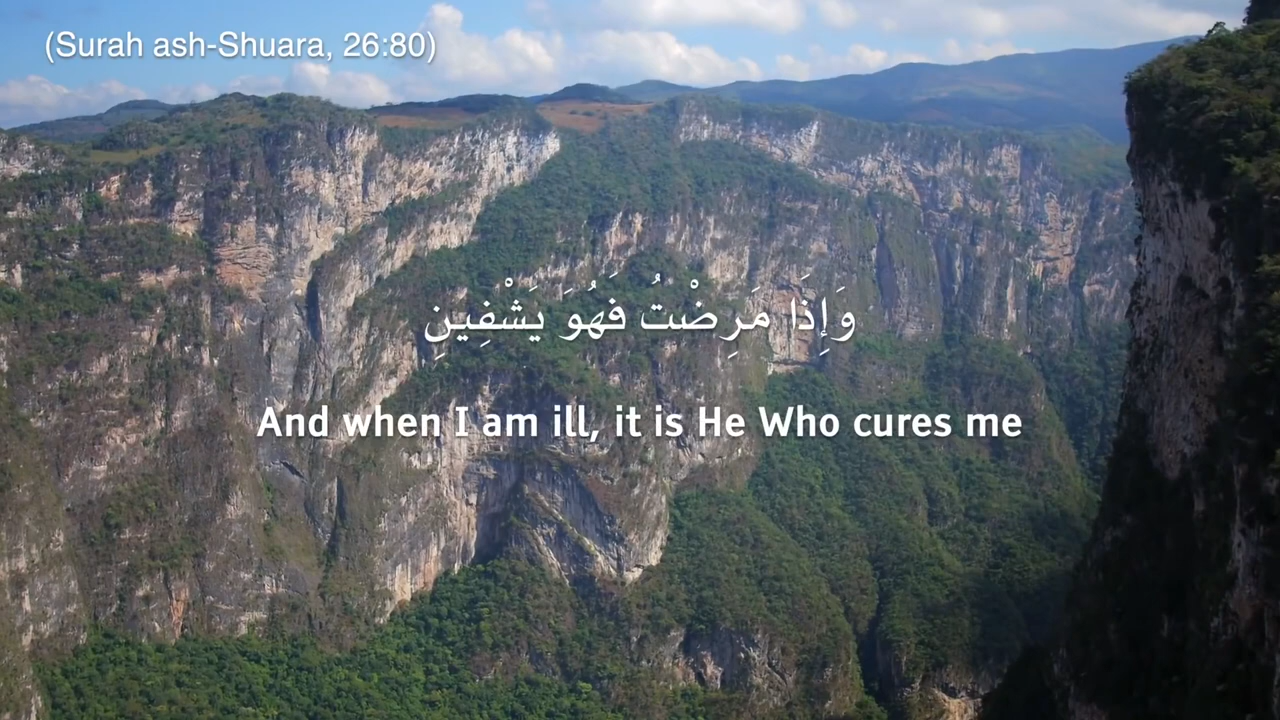 (Surah ash-Shuara, 26:80)
وَإِذَا مَرِضْتُ فَهُوَ يَشْفِينِ
And when I am ill, it is He Who cures me